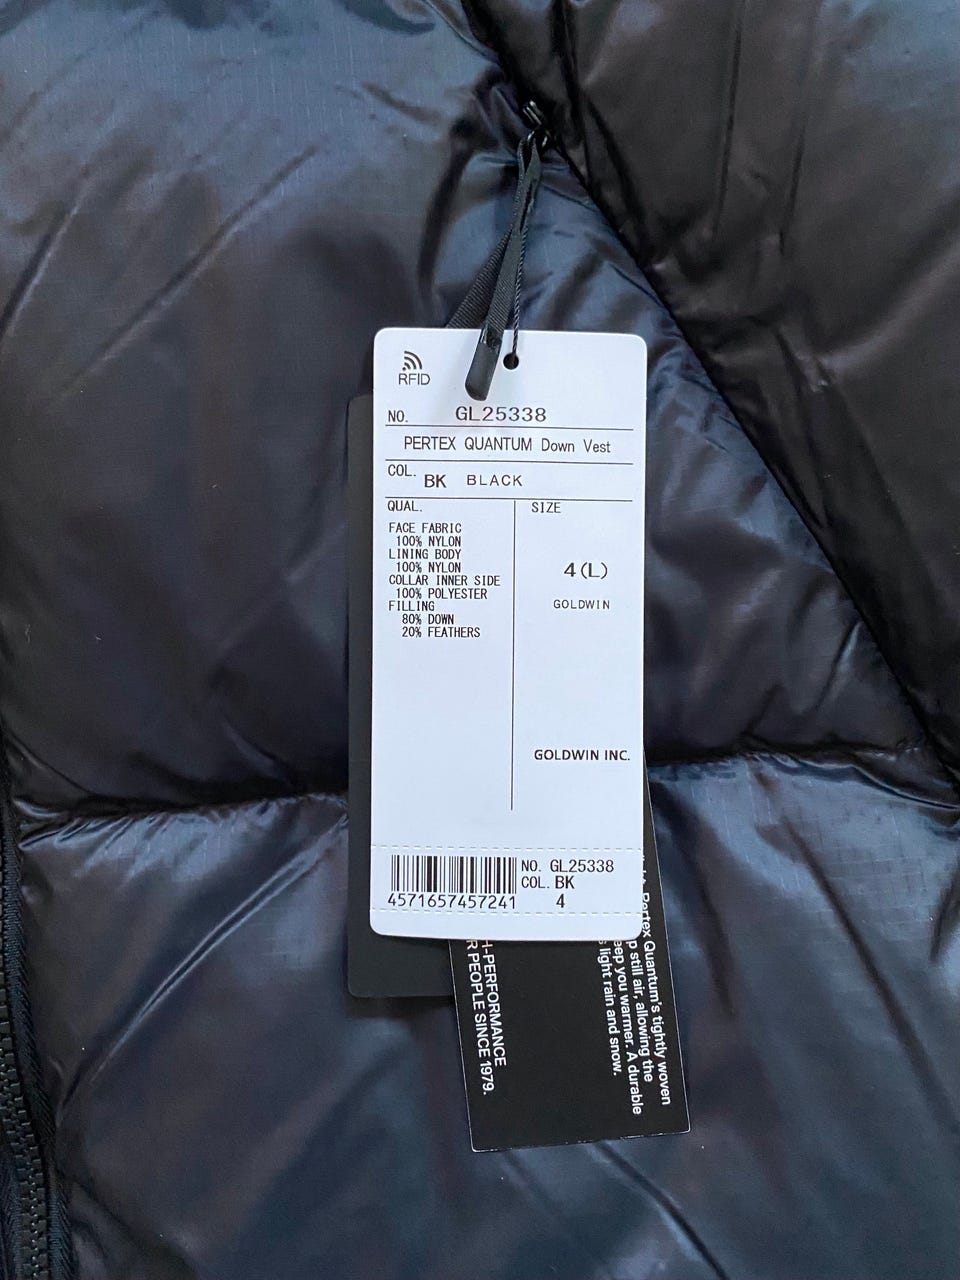 RFID
NO. GL25338
PERTEX QUANTUM Down Vest
COL. BK BLACK
QUAL.
FACE FABRIC
100% NYLON
LINING BODY
100% NYLON
COLLAR INNER SIDE
100% POLYESTER
FILLING
80% DOWN
20% FEATHERS
SIZE
4(L)
GOLDWIN
GOLDWIN INC.
4571657457241
NO. GL25338
COL. BK
4
Pertex Quantum's tightly woven
still air, allowing the
you warmer. A durable
light rain and snow.
-PERFORMANCE
PEOPLE SINCE 1979.